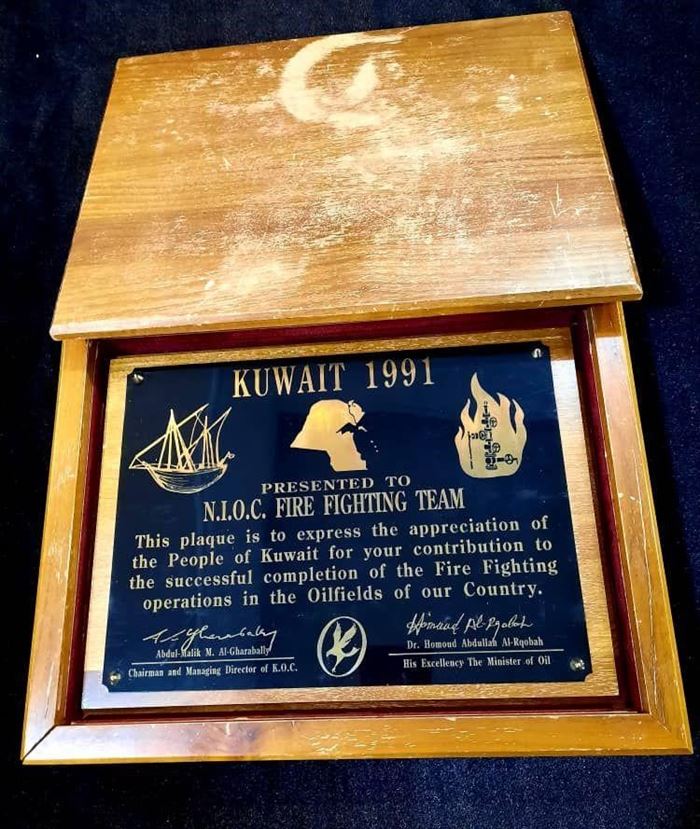 KUWAIT 1991
PRESENTED TO
N.I.O.C. FIRE FIGHTING TEAM
This plaque is to express the appreciation of
the People of Kuwait for your contribution to
the successful completion of the Fire Fighting
operations in the Oilfields of our Country.
Abdul-Malik M. Al-Gharabally
Chairman and Managing Director of K.O.C.
Homoud Al-Rqobah
Dr. Homoud Abdullah Al-Rqobah
His Excellency The Minister of Oil